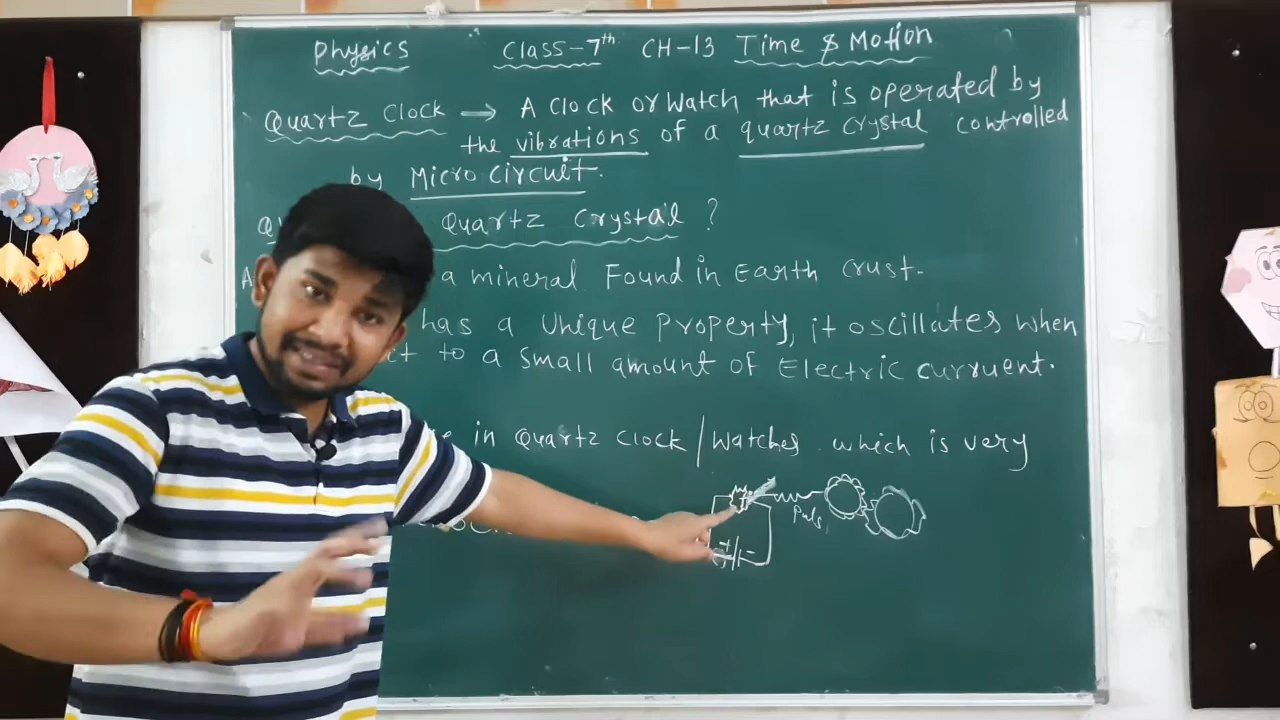 Physics Class-7th CH-13 Time & Motion
Quartz Clock → A Clock or Watch that is operated by
the vibrations of a quartz crystal controlled
by Micro circuit.
Quartz Crystal ?
a mineral Found in Earth Crust.
has a Unique Property, it oscillates when
to a small amount of Electric curruent.
in Quartz Clock / Watches which is very
+ -
Puls